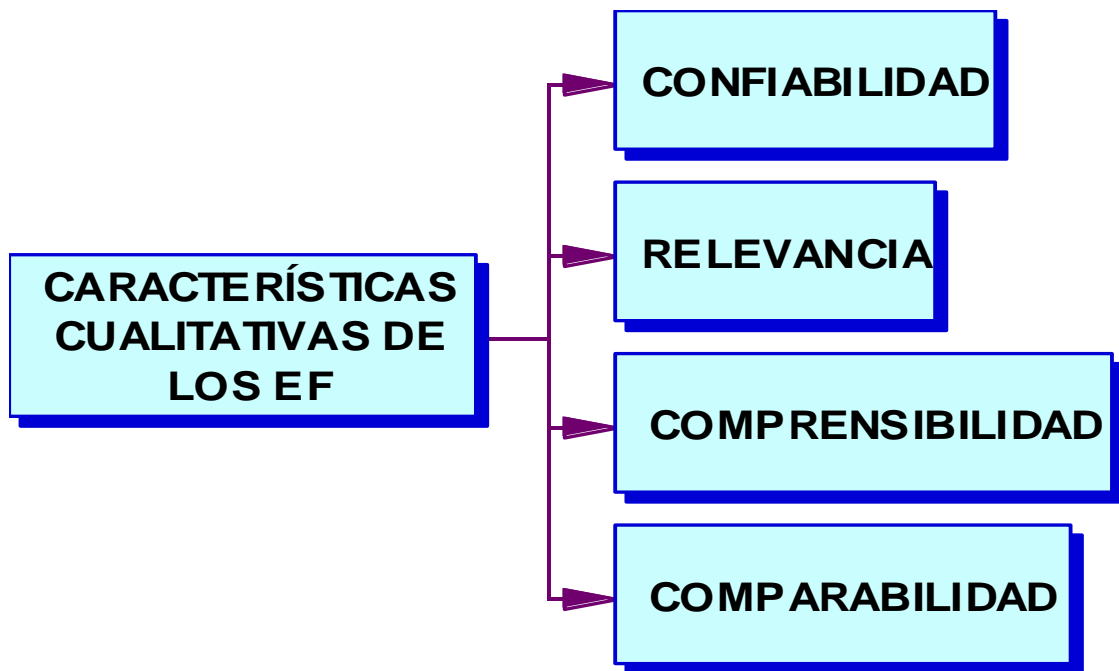 CARACTERÍSTICAS
CUALITATIVAS DE
LOS EF
CONFIABILIDAD
RELEVANCIA
COMPRENSIBILIDAD
COMPARABILIDAD